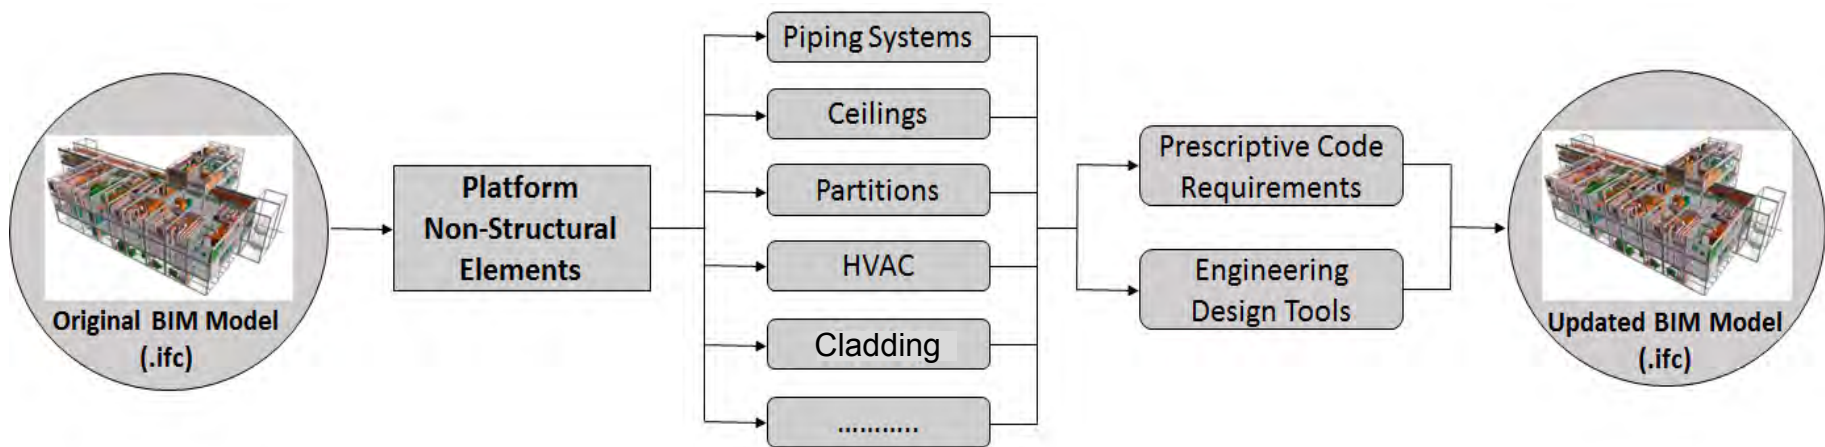 Original BIM Model
(.ifc)
Platform
Non-Structural
Elements
Piping Systems
Ceilings
Partitions
HVAC
Cladding
...........
Prescriptive Code
Requirements
Engineering
Design Tools
Updated BIM Model
(.ifc)